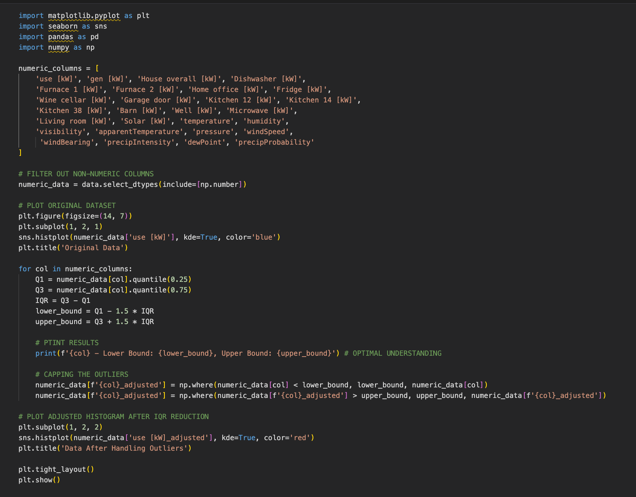 import matplotlib.pyplot as plt
import seaborn as sns
import pandas as pd
import numpy as np
numeric_columns = [
'use [kW]', 'gen [kW]', 'House overall [kW]', 'Dishwasher [kW]',
'Furnace 1 [kW]', 'Furnace 2 [kW]', 'Home office [kW]', 'Fridge [kW]',
'Wine cellar [kW]', 'Garage door [kW]', 'Kitchen 12 [kW]', 'Kitchen 14 [kW]',
'Kitchen 38 [kW]', 'Barn [kW]', 'Well [kW]', 'Microwave [kW]',
'Living room [kW]', 'Solar [kW]', 'temperature', 'humidity',
'visibility', 'apparentTemperature', 'pressure', 'windSpeed',
'windBearing', 'precipIntensity', 'dewPoint', 'precipProbability'
]
# FILTER OUT NON-NUMERIC COLUMNS
numeric_data = data.select_dtypes(include=[np.number])
# PLOT ORIGINAL DATASET
plt.figure(figsize=(14, 7))
plt.subplot(1, 2, 1)
sns.histplot(numeric_data['use [kW]'], kde=True, color='blue')
plt.title('Original Data')
for col in numeric_columns:
Q1 = numeric_data[col].quantile(0.25)
Q3 = numeric_data[col].quantile(0.75)
IQR = Q3 - Q1
lower_bound = Q1 - 1.5 * IQR
upper_bound = Q3 + 1.5 * IQR
# PTINT RESULTS
print(f'{col} - Lower Bound: {lower_bound}, Upper Bound: {upper_bound}') # OPTIMAL UNDERSTANDING
# CAPPING THE OUTLIERS
numeric_data[f'{col}_adjusted'] = np.where(numeric_data[col] < lower_bound, lower_bound, numeric_data[col])
numeric_data[f'{col}_adjusted'] = np.where(numeric_data[f'{col}_adjusted'] > upper_bound, upper_bound, numeric_data[f'{col}_adjusted'])
# PLOT ADJUSTED HISTOGRAM AFTER IQR REDUCTION
plt.subplot(1, 2, 2)
sns.histplot(numeric_data['use [kW]_adjusted'], kde=True, color='red')
plt.title('Data After Handling Outliers')
plt.tight_layout()
plt.show()